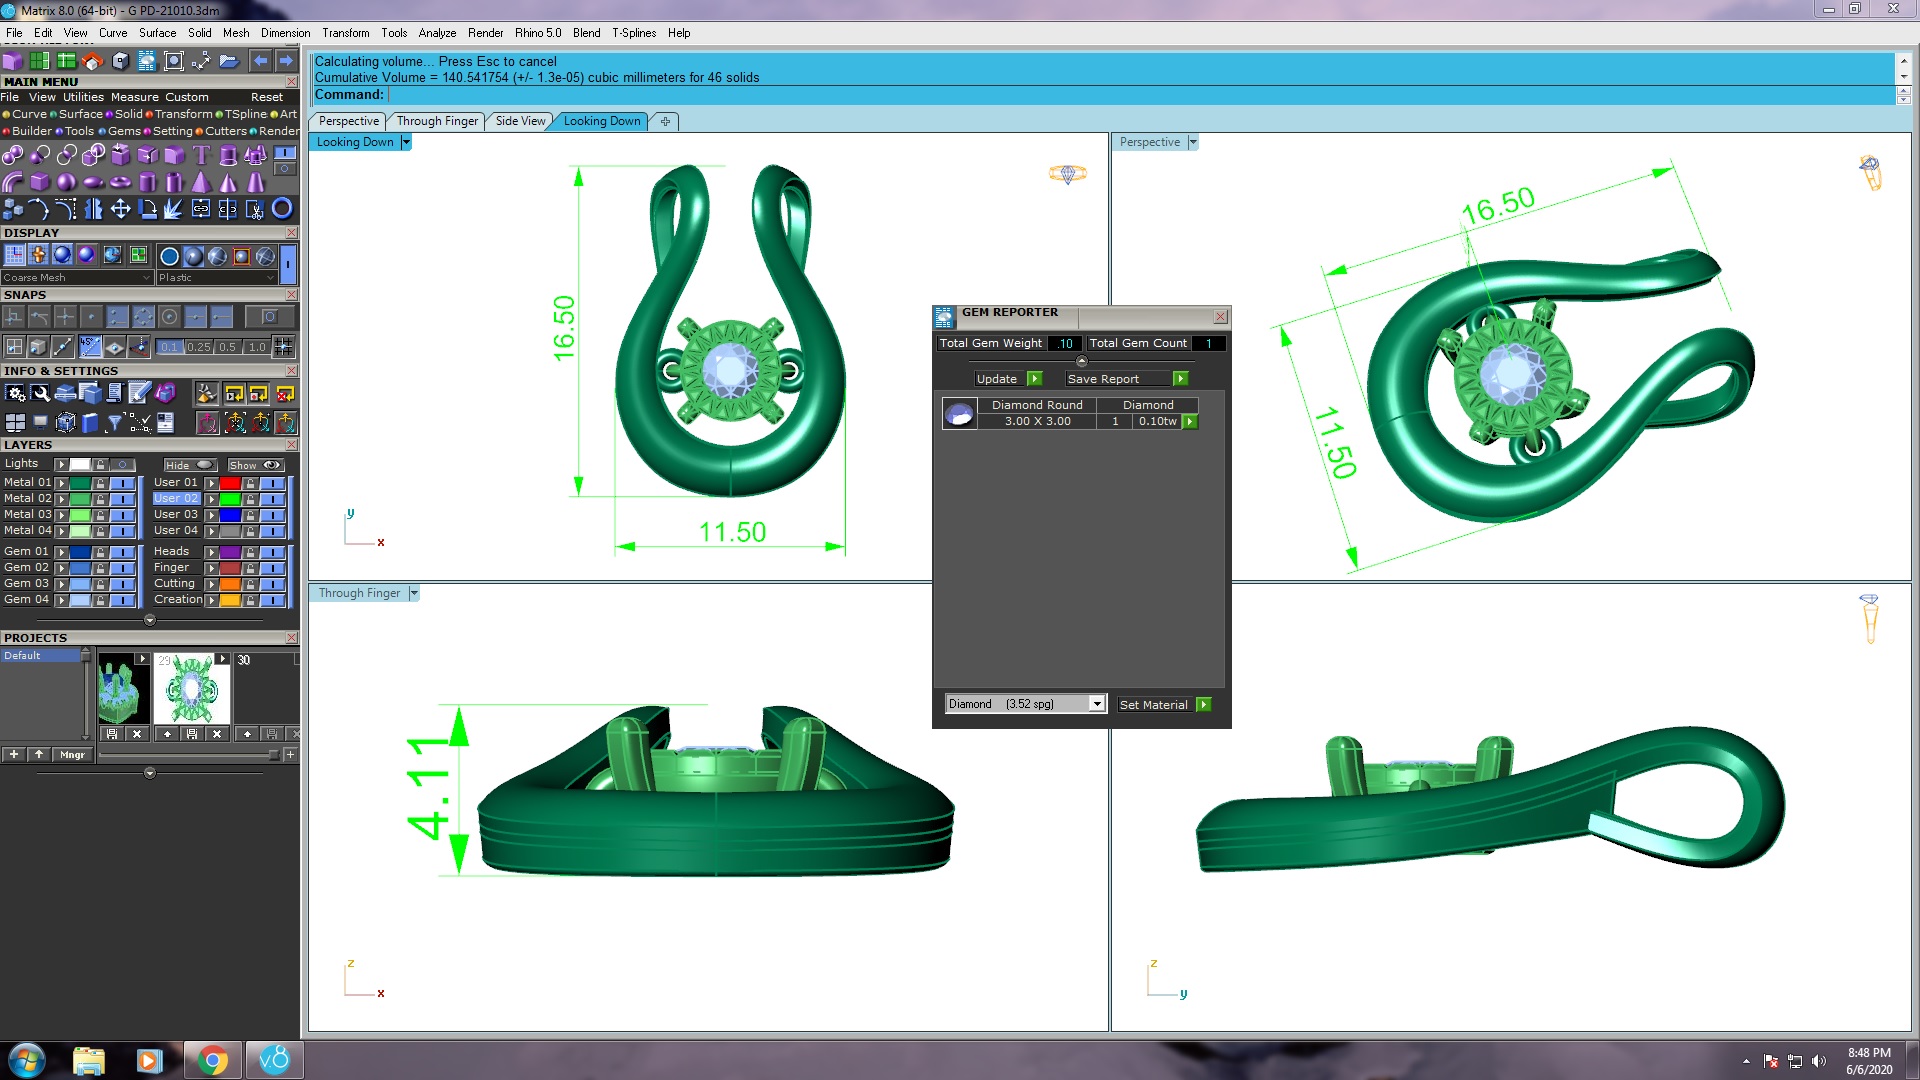 Matrix 8.0 (64-bit) - G PD-21010.3dm
File Edit View Curve Surface Solid Mesh Dimension Transform Tools Analyze Render Rhino 5.0 Blend T-Splines Help
Calculating volume... Press Esc to cancel
Cumulative Volume = 140.541754 (+/- 1.3e-05) cubic millimeters for 46 solids
Command:
MAIN MENU
File View Utilities Measure Custom Reset
Curve Surface Solid Transform TSpline Art
Builder Tools Gems Setting Cutters Render
DISPLAY
Coarse Mesh Plastic
SNAPS
45°
0.1 0.25 0.5 1.0
INFO & SETTINGS
LAYERS
Lights Hide Show
Metal 01 User 01
Metal 02 User 02
Metal 03 User 03
Metal 04 User 04
Gem 01 Heads
Gem 02 Finger
Gem 03 Cutting
Gem 04 Creation
PROJECTS
Default
29 30
Mngr
Perspective Through Finger Side View Looking Down
Looking Down
16.50
11.50
y
x
Perspective
16.50
11.50
GEM REPORTER
Total Gem Weight .10 Total Gem Count 1
Update Save Report
Diamond Round Diamond
3.00 X 3.00 1 0.10tw
Diamond (3.52 spg) Set Material
Through Finger
4.11
z
x
z
y
v.8
8:48 PM
6/6/2020